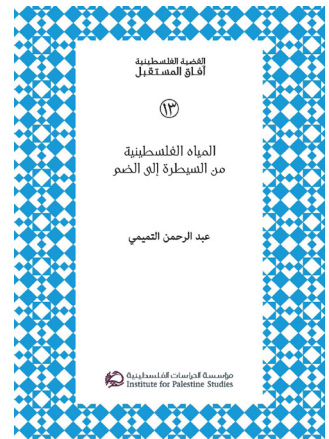 القضية الفلسطينية
آفاق المستقبل
١٣
المياه الفلسطينية
من السيطرة إلى الضم
عبد الرحمن التميمي
مؤسسة الدراسات الفلسطينية
Institute for Palestine Studies